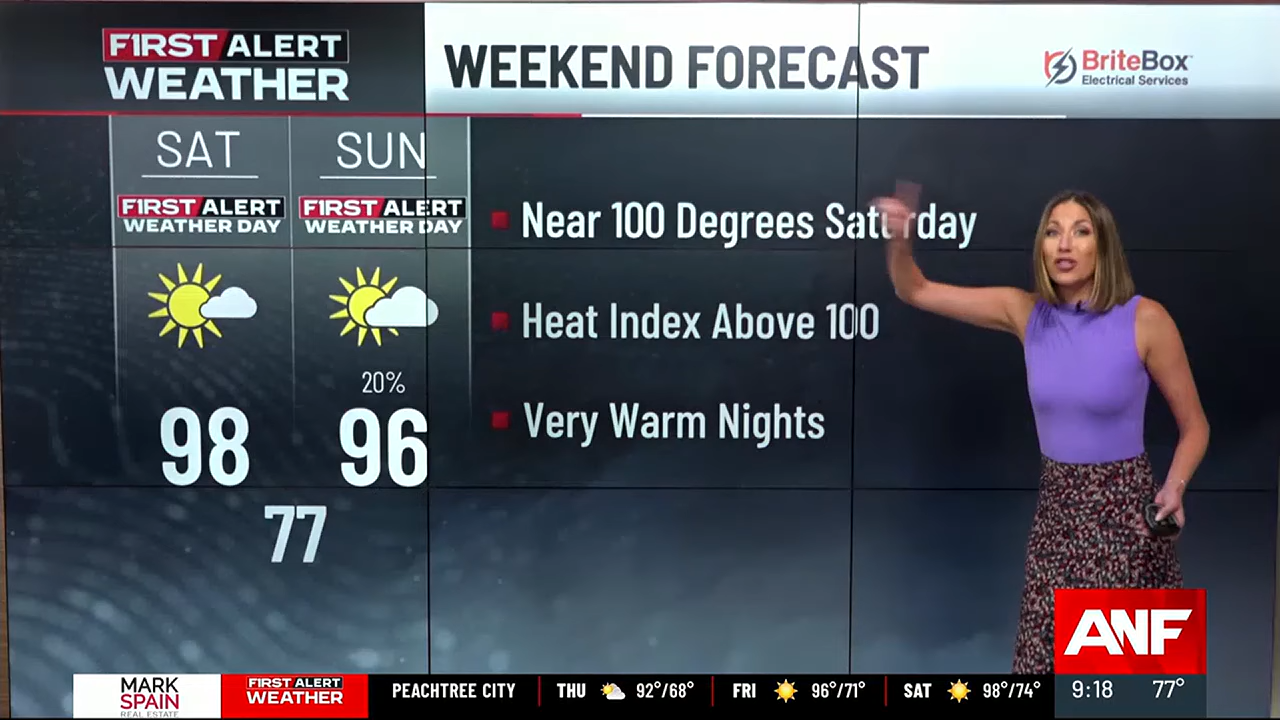 FIRST ALERT
WEATHER
WEEKEND FORECAST
BriteBox
Electrical Services
SAT
SUN
FIRST ALERT
WEATHER DAY
FIRST ALERT
WEATHER DAY
Near 100 Degrees Saturday
Heat Index Above 100
Very Warm Nights
20%
98
96
77
ANF
MARK
SPAIN
REAL ESTATE
FIRST ALERT
WEATHER
PEACHTREE CITY
THU 92°/68°
FRI 96°/71°
SAT 98°/74°
9:18 77°